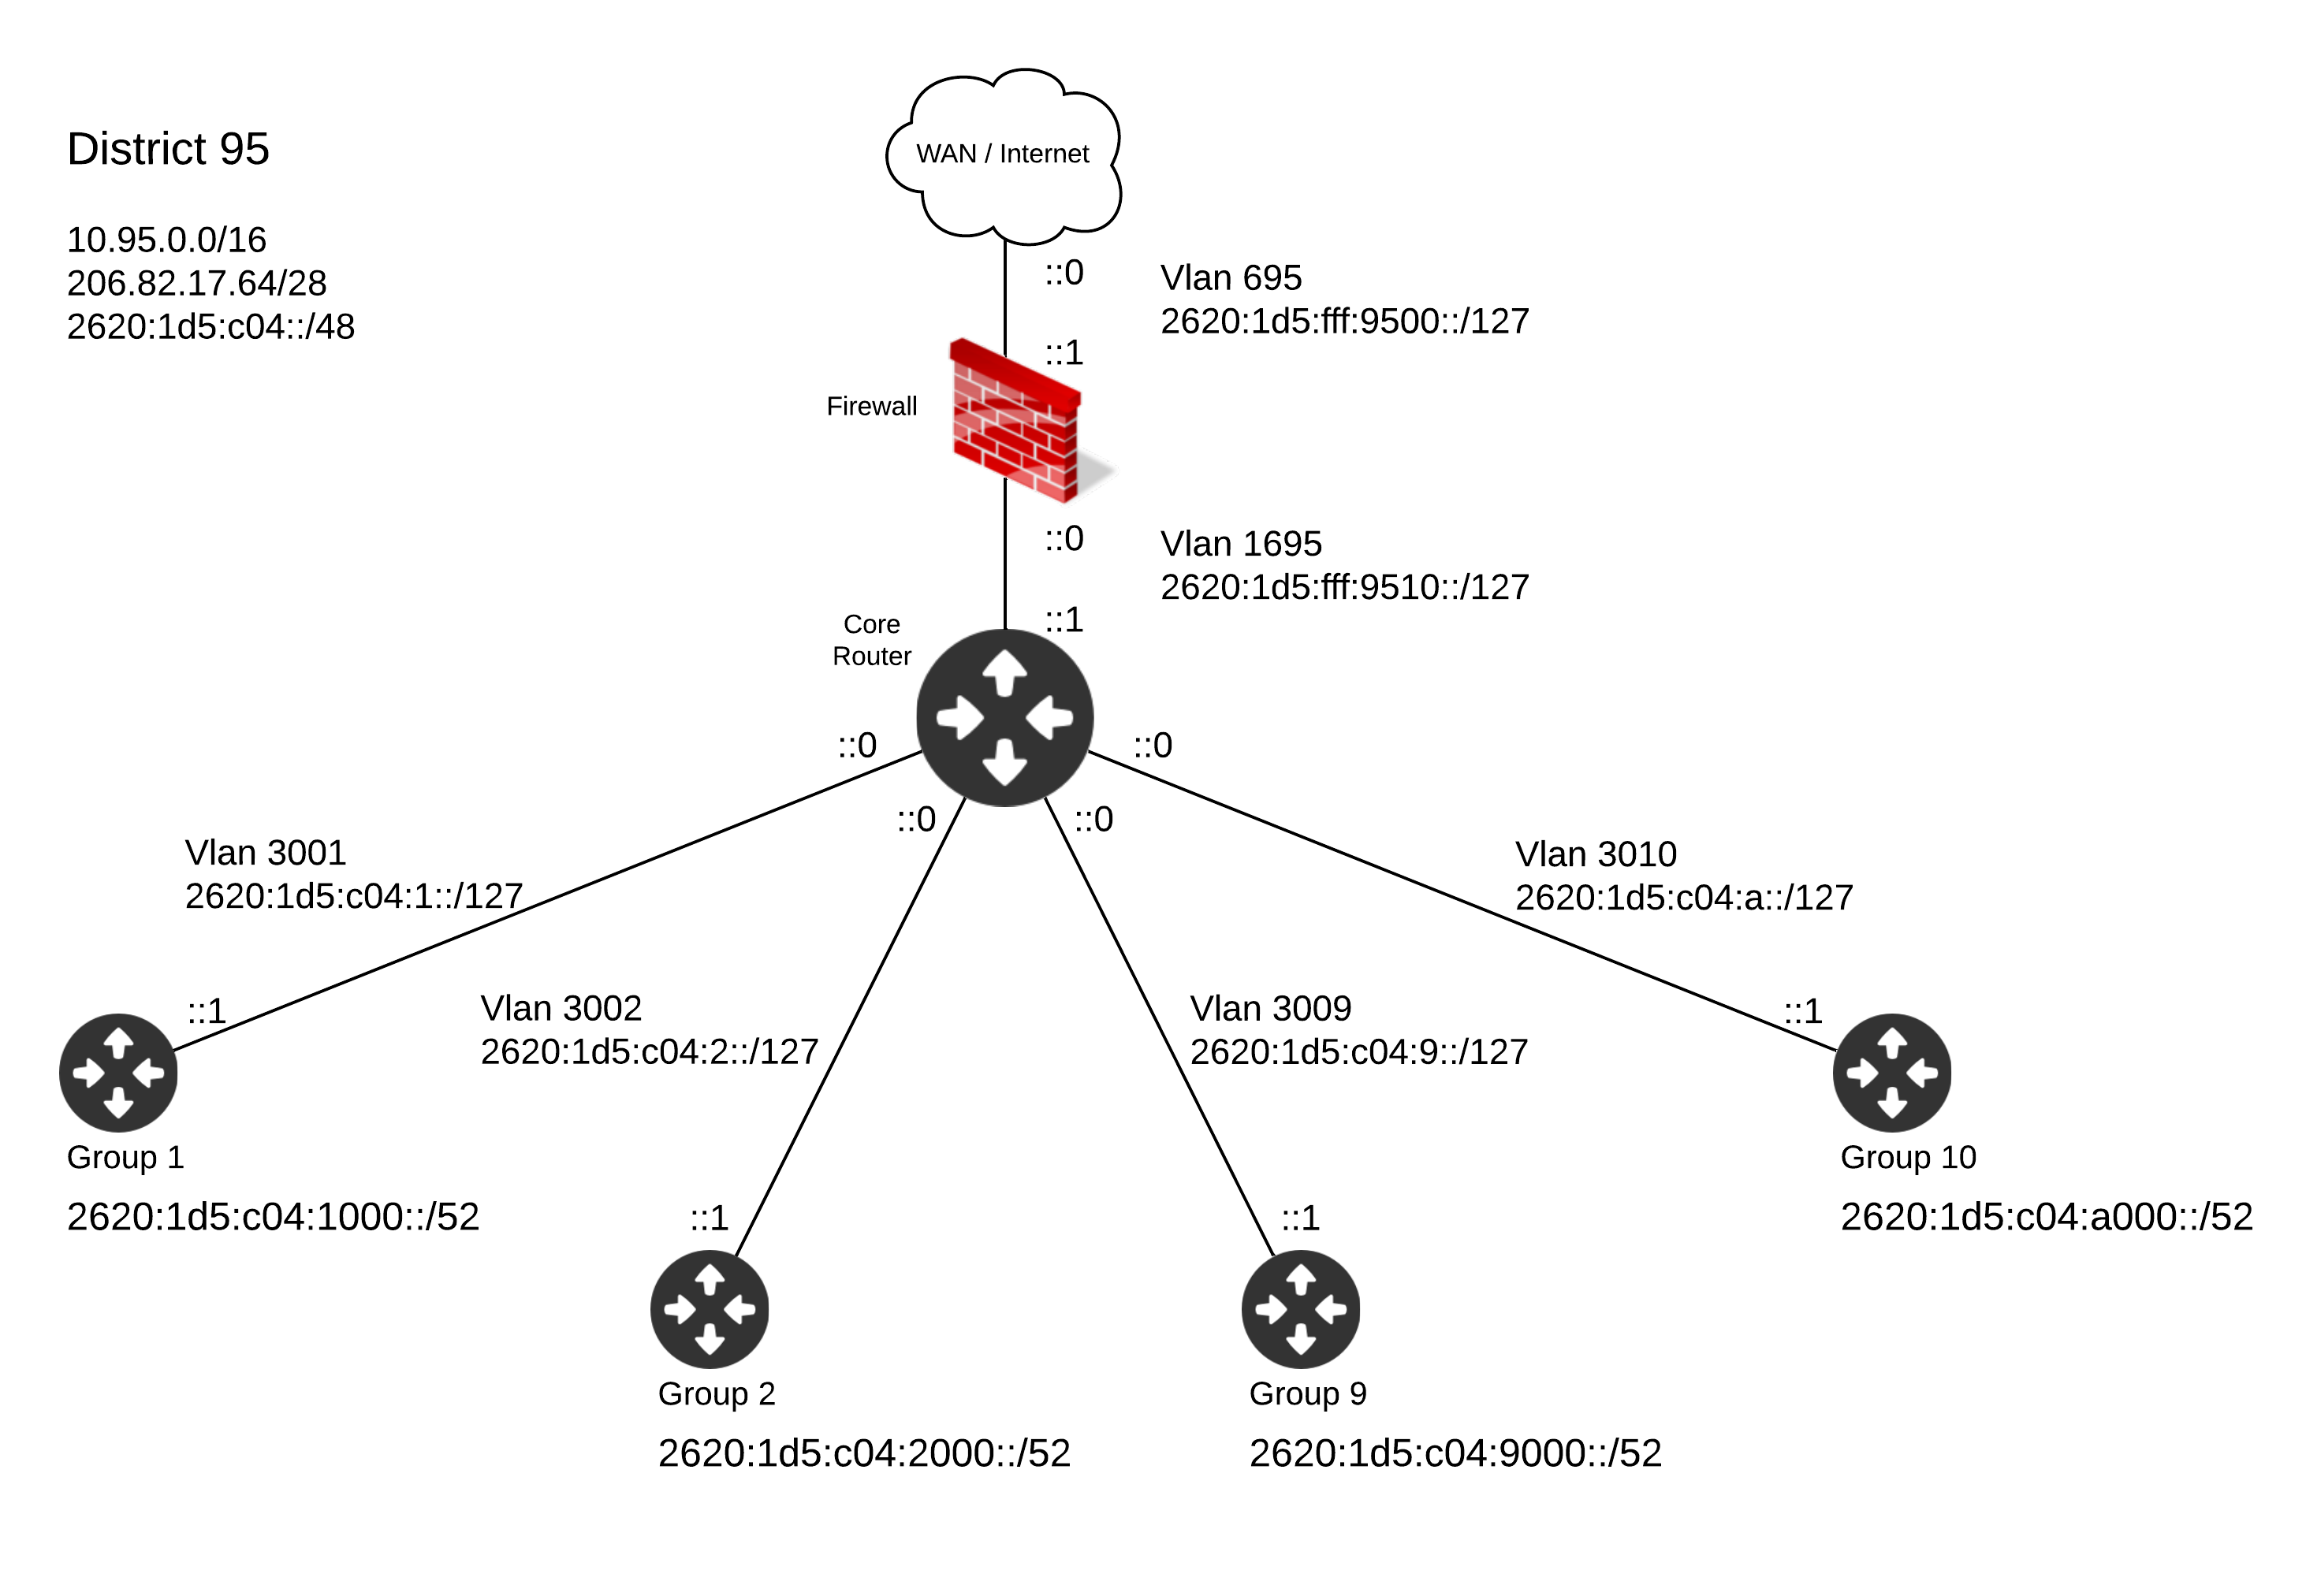 District 95
10.95.0.0/16
206.82.17.64/28
2620:1d5:c04::/48
WAN / Internet
::0
Vlan 695
2620:1d5:fff:9500::/127
::1
Firewall
::0
Vlan 1695
2620:1d5:fff:9510::/127
::1
Core
Router
::0
::0
::0
::0
Vlan 3001
2620:1d5:c04:1::/127
Vlan 3010
2620:1d5:c04:a::/127
Vlan 3002
2620:1d5:c04:2::/127
Vlan 3009
2620:1d5:c04:9::/127
::1
::1
Group 1
2620:1d5:c04:1000::/52
Group 10
2620:1d5:c04:a000::/52
::1
::1
Group 2
2620:1d5:c04:2000::/52
Group 9
2620:1d5:c04:9000::/52